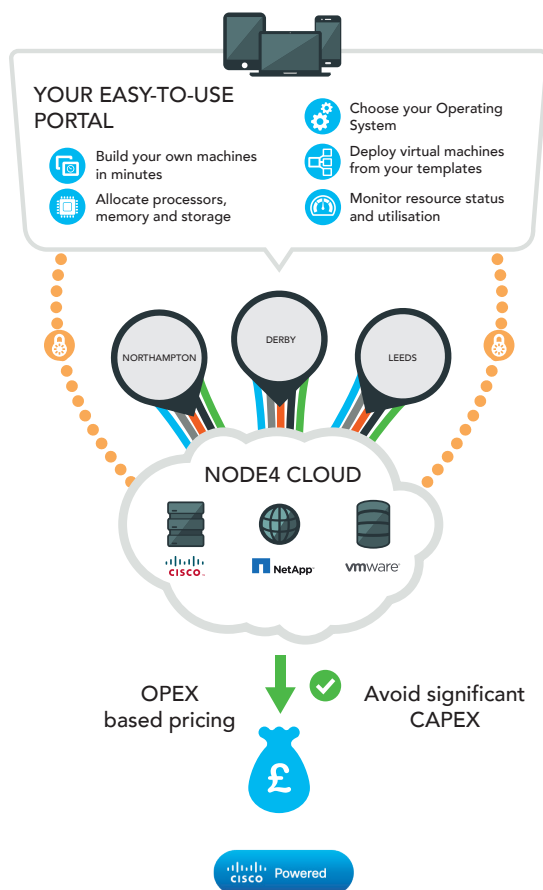 YOUR EASY-TO-USE
PORTAL
Build your own machines
in minutes
Allocate processors,
memory and storage
Choose your Operating
System
Deploy virtual machines
from your templates
Monitor resource status
and utilisation
NORTHAMPTON
DERBY
LEEDS
NODE4 CLOUD
CISCO
NetApp
vmware
OPEX
based pricing
Avoid significant
CAPEX
£
CISCO Powered